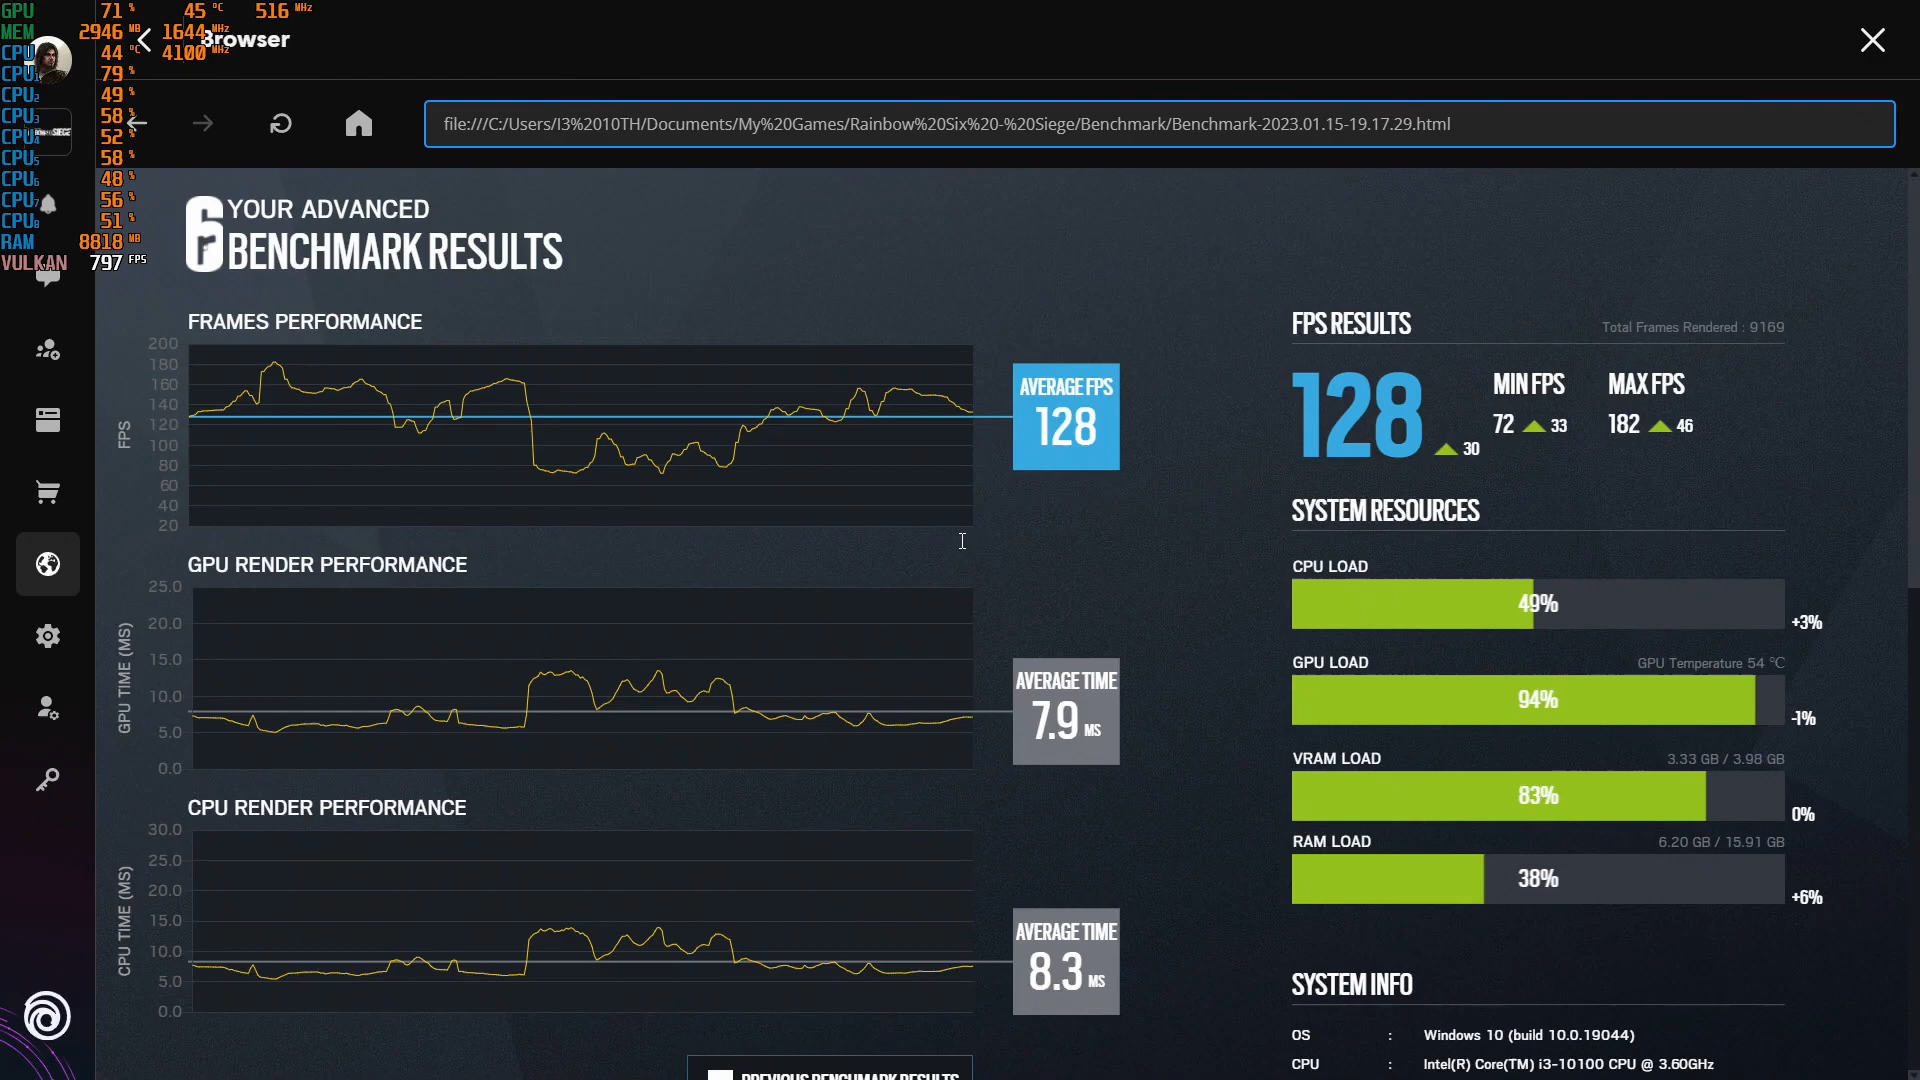 GPU 71 % 45 °C 516 MHz
MEM 2946 MB 1644 MHz
CPU 44 °C 4100 MHz
CPU1 79 %
CPU2 49 %
CPU3 58 %
CPU4 52 %
CPU5 58 %
CPU6 48 %
CPU7 56 %
CPU8 51 %
RAM 8818 MB
VULKAN 797 FPS
Browser
SIEGE
file:///C:/Users/I3%2010TH/Documents/My%20Games/Rainbow%20Six%20-%20Siege/Benchmark/Benchmark-2023.01.15-19.17.29.html
YOUR ADVANCED
BENCHMARK RESULTS
FRAMES PERFORMANCE
200
180
160
140
120
100
80
60
40
20
FPS
AVERAGE FPS
128
GPU RENDER PERFORMANCE
25.0
20.0
15.0
10.0
5.0
0.0
GPU TIME (MS)
AVERAGE TIME
7.9 MS
CPU RENDER PERFORMANCE
30.0
25.0
20.0
15.0
10.0
5.0
0.0
CPU TIME (MS)
AVERAGE TIME
8.3 MS
PREVIOUS BENCHMARK RESULTS
FPS RESULTS
Total Frames Rendered : 9169
128 30
MIN FPS
72 33
MAX FPS
182 46
SYSTEM RESOURCES
CPU LOAD
49%
+3%
GPU LOAD
GPU Temperature 54 °C
94%
-1%
VRAM LOAD
3.33 GB / 3.98 GB
83%
0%
RAM LOAD
6.20 GB / 15.91 GB
38%
+6%
SYSTEM INFO
OS : Windows 10 (build 10.0.19044)
CPU : Intel(R) Core(TM) i3-10100 CPU @ 3.60GHz